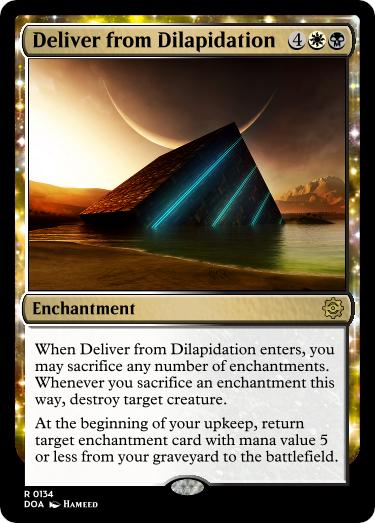 Deliver from Dilapidation 4
Enchantment
When Deliver from Dilapidation enters, you
may sacrifice any number of enchantments.
Whenever you sacrifice an enchantment this
way, destroy target creature.
At the beginning of your upkeep, return
target enchantment card with mana value 5
or less from your graveyard to the battlefield.
R 0134
DOA Hameed